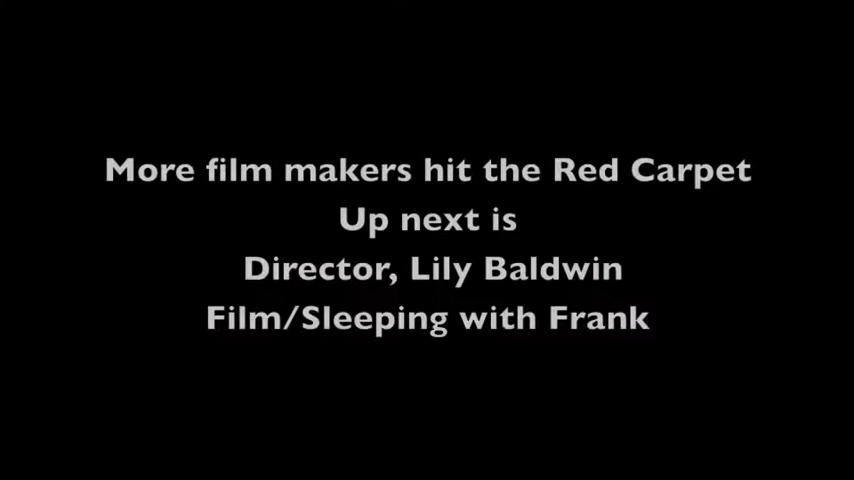 More film makers hit the Red Carpet
Up next is
Director, Lily Baldwin
Film/Sleeping with Frank